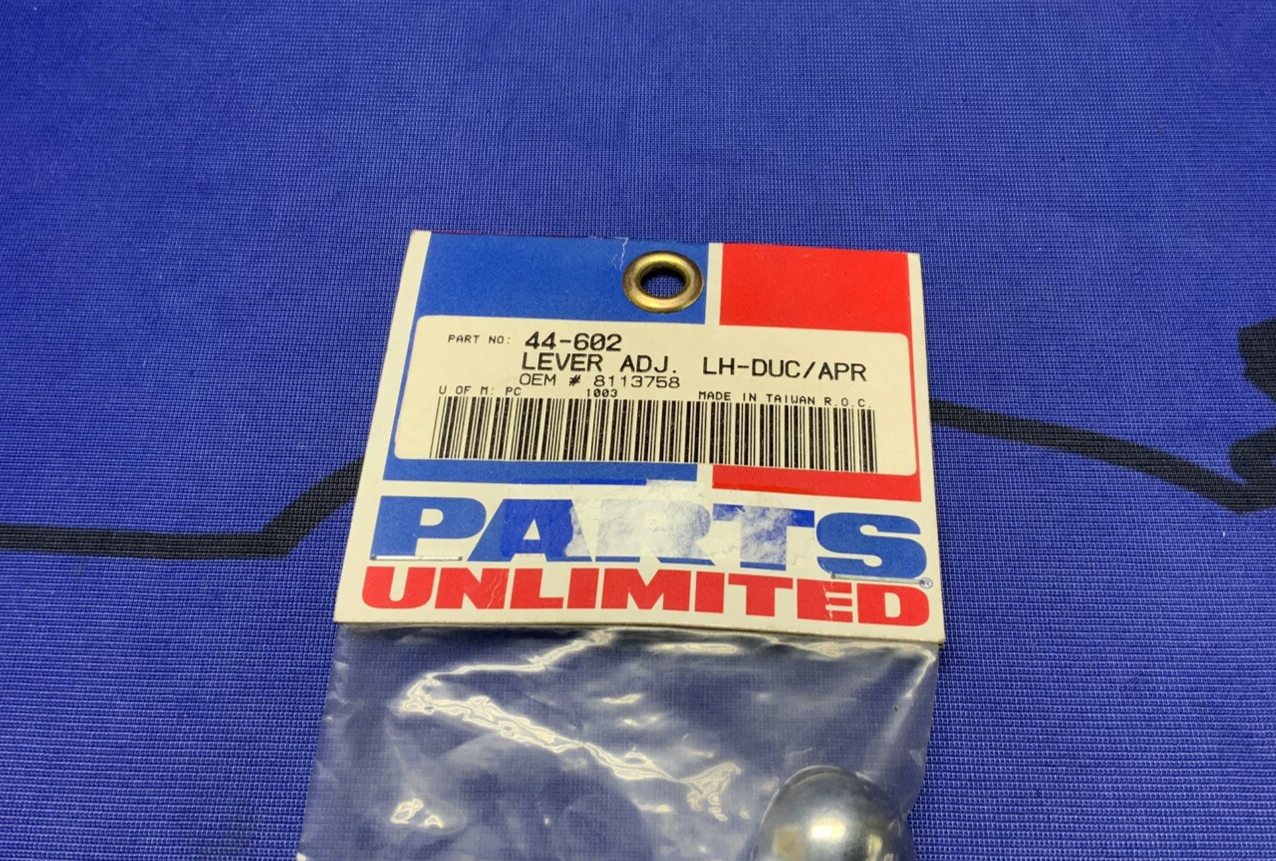 PART NO: 44-602
LEVER ADJ. LH-DUC/APR
OEM # 8113758
U OF M: PC 1003 MADE IN TAIWAN R.O.C.
PARTS
UNLIMITED®